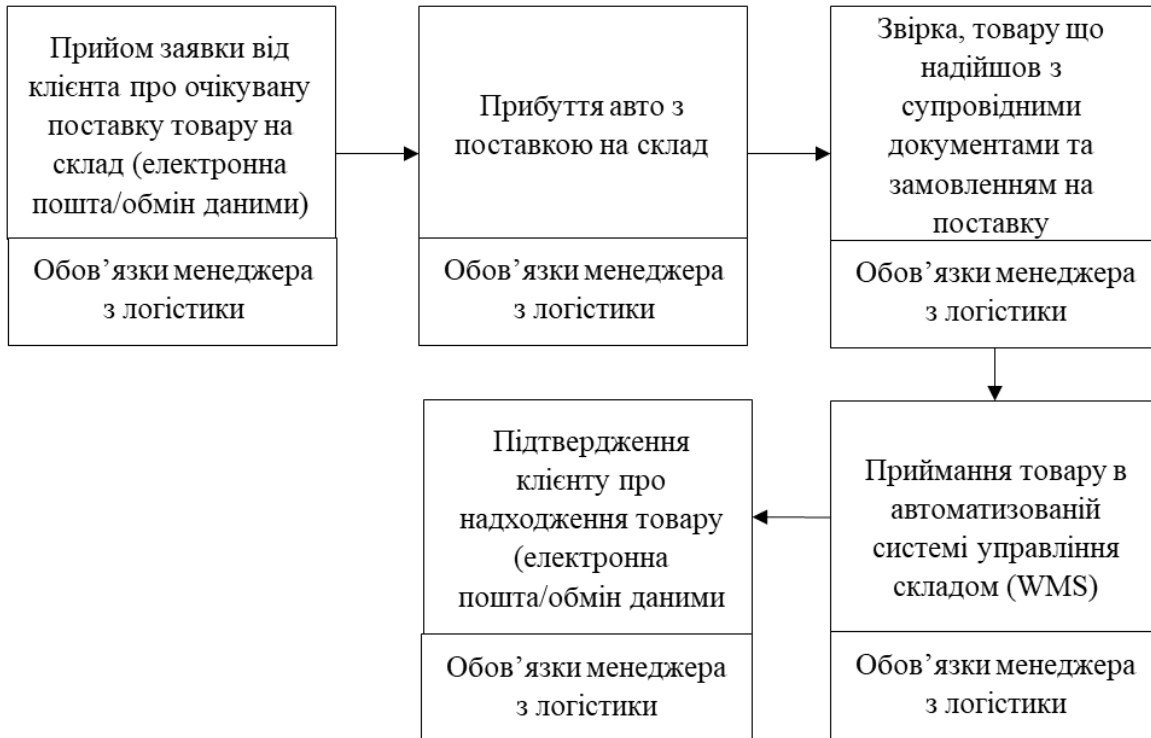 Прийом заявки від
клієнта про очікувану
поставку товару на
склад (електронна
пошта/обмін даними)
Обов’язки менеджера
з логістики
Прибуття авто з
поставкою на склад
Обов’язки менеджера
з логістики
Звірка, товару що
надійшов з
супровідними
документами та
замовленням на
поставку
Обов’язки менеджера
з логістики
Приймання товару в
автоматизованій
системі управління
складом (WMS)
Обов’язки менеджера
з логістики
Підтвердження
клієнту про
надходження товару
(електронна
пошта/обмін даними
Обов’язки менеджера
з логістики